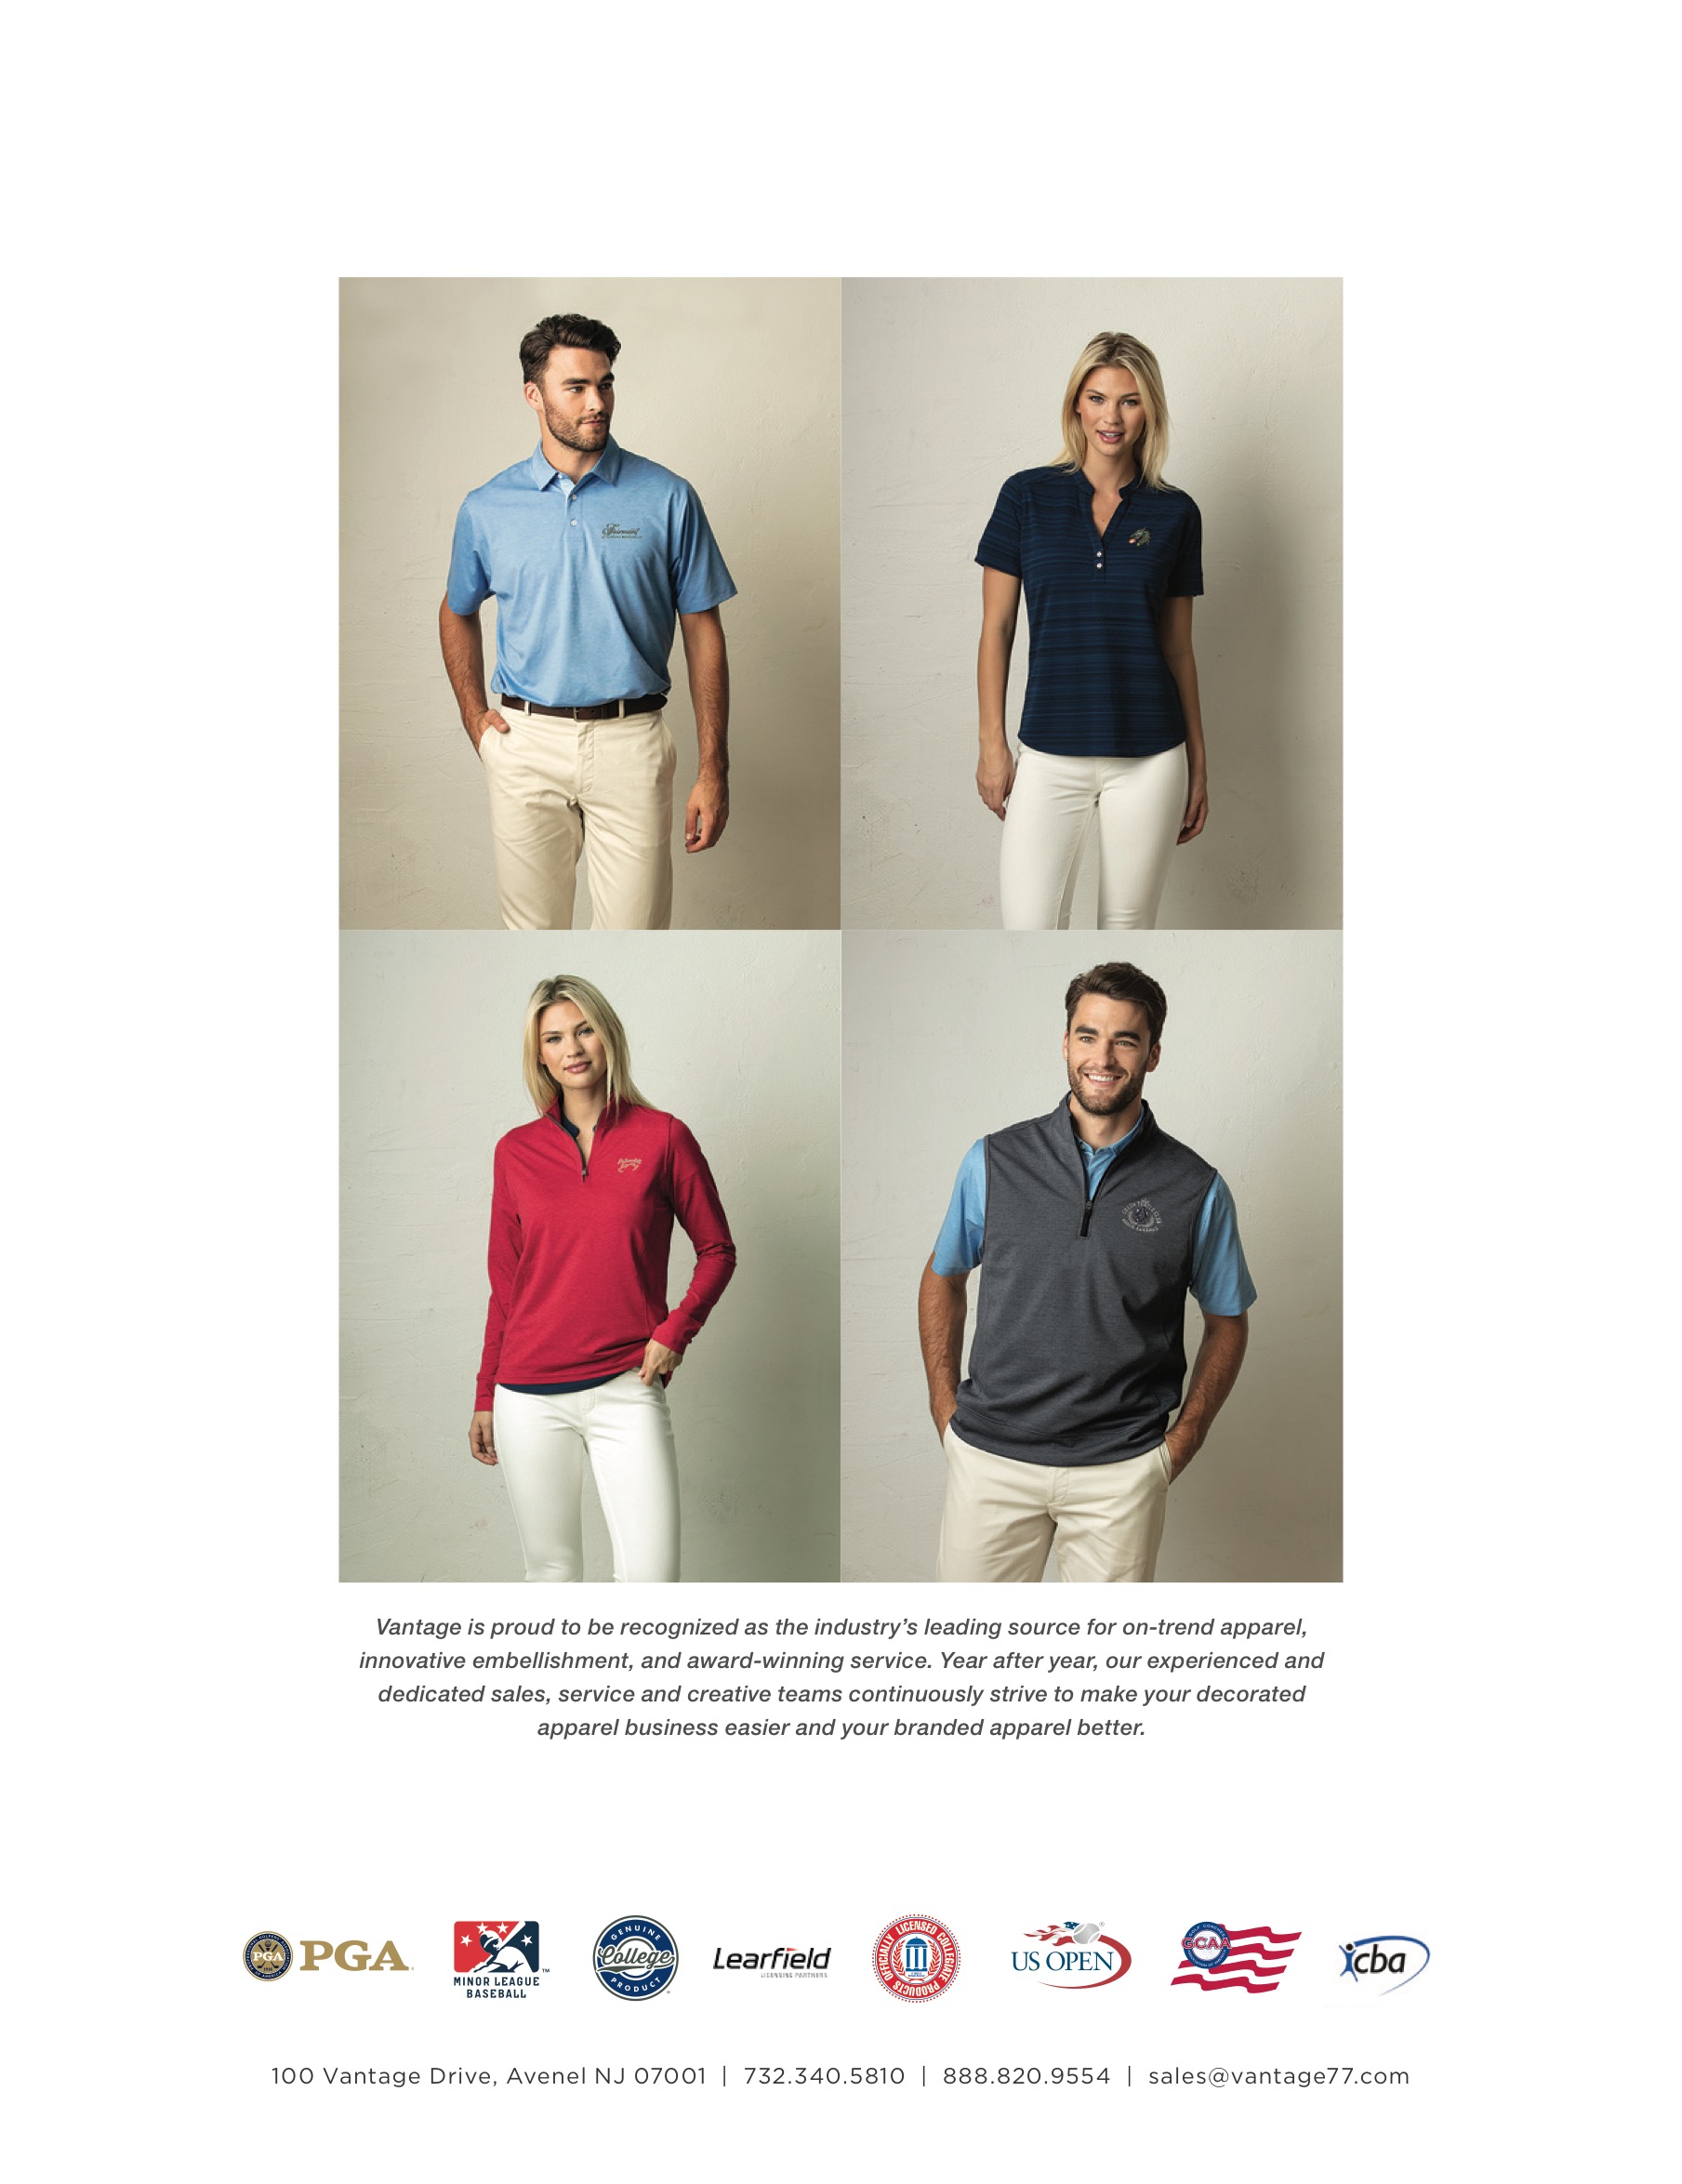 Vantage is proud to be recognized as the industry’s leading source for on-trend apparel,
innovative embellishment, and award-winning service. Year after year, our experienced and
dedicated sales, service and creative teams continuously strive to make your decorated
apparel business easier and your branded apparel better.
PGA
PGA
MINOR LEAGUE
BASEBALL
TM
GENUINE
College
PRODUCT
Learfield
LICENSING PARTNERS
OFFICIALLY LICENSED COLLEGIATE PRODUCTS
US OPEN
GCAA
icba
100 Vantage Drive, Avenel NJ 07001 | 732.340.5810 | 888.820.9554 | sales@vantage77.com